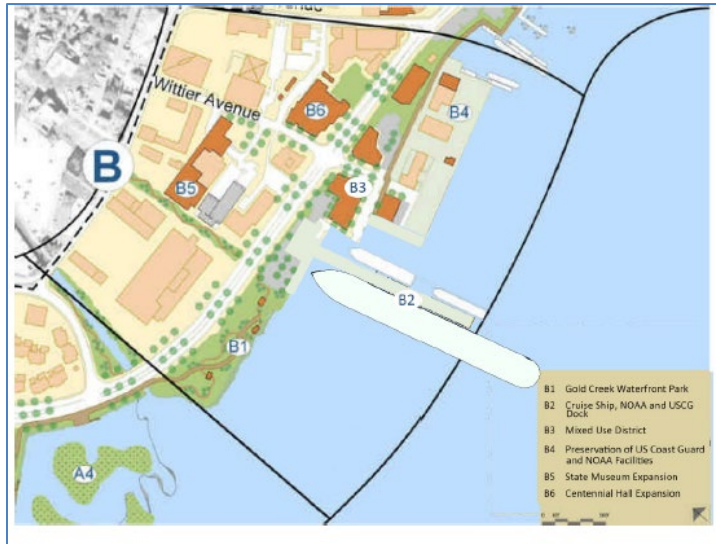 Wittier Avenue
B6
B4
B
B5
B3
B2
B1
A4
B1 Gold Creek Waterfront Park
B2 Cruise Ship, NOAA and USCG
Dock
B3 Mixed Use District
B4 Preservation of US Coast Guard
and NOAA Facilities
B5 State Museum Expansion
B6 Centennial Hall Expansion